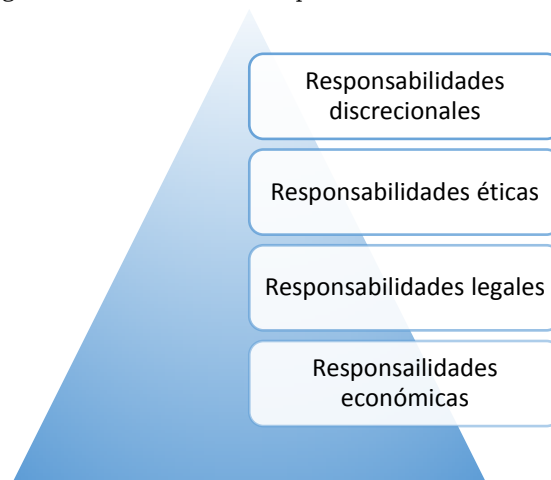 Responsabilidades
discrecionales
Responsabilidades éticas
Responsabilidades legales
Responsailidades
económicas